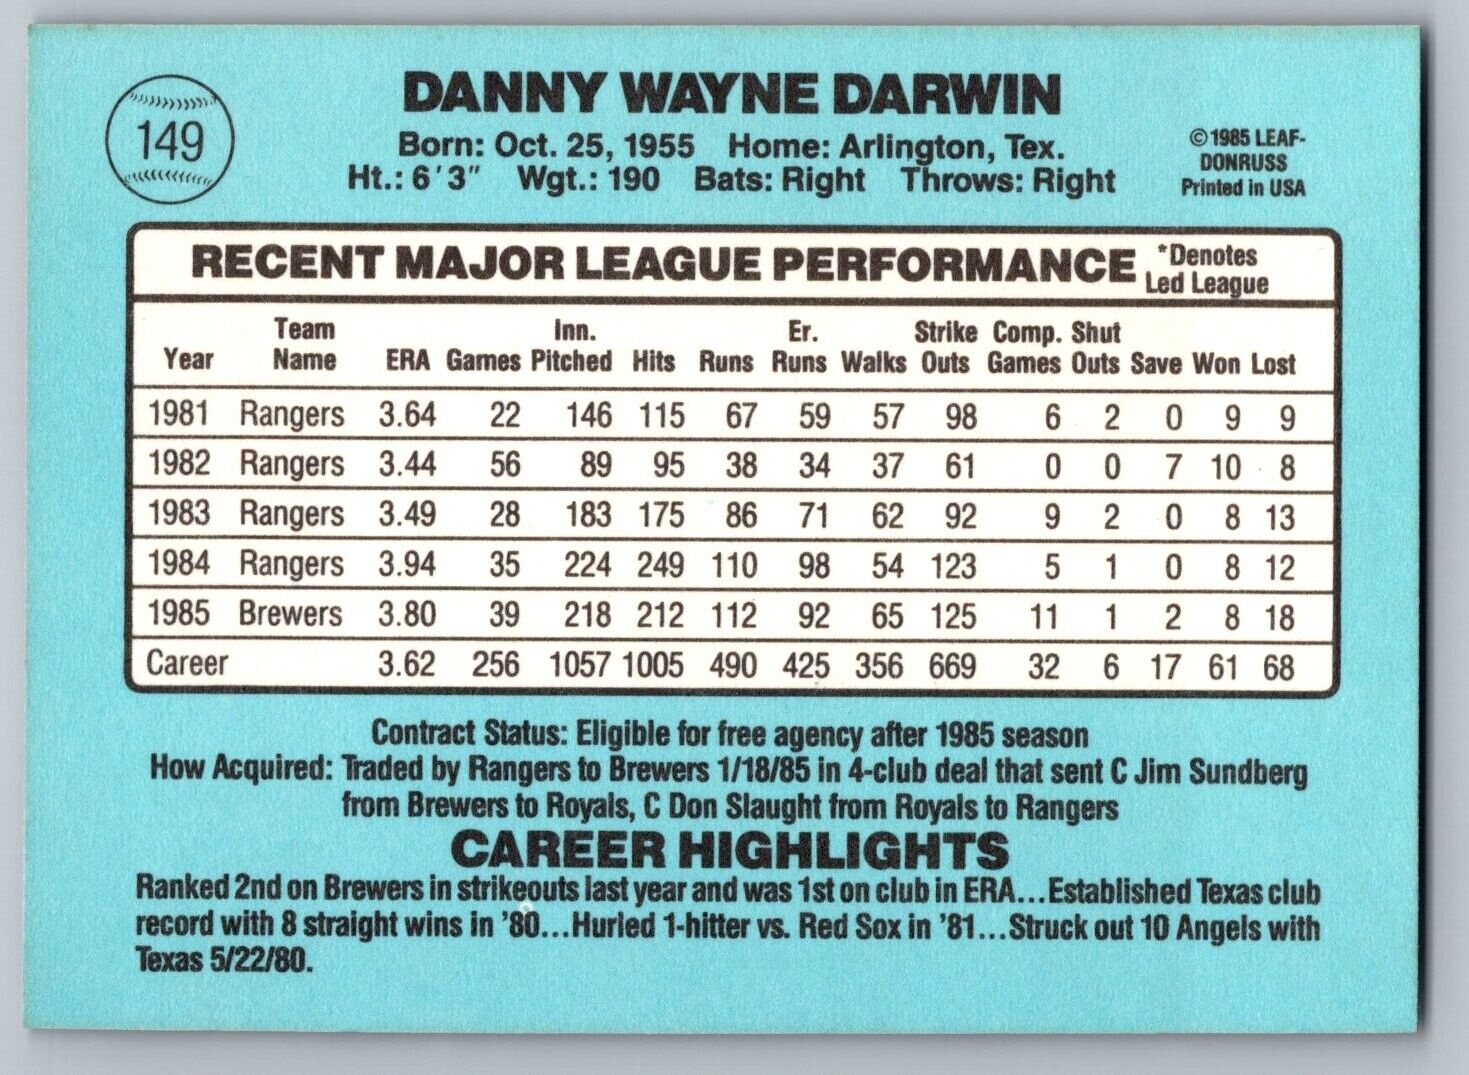 149
DANNY WAYNE DARWIN
Born: Oct. 25, 1955 Home: Arlington, Tex.
Ht.: 6'3" Wgt.: 190 Bats: Right Throws: Right
©1985 LEAF-
DONRUSS
Printed in USA
RECENT MAJOR LEAGUE PERFORMANCE
*Denotes
Led League
Year Team Name ERA Games Inn. Pitched Hits Runs Er. Runs Walks Strike Outs Comp. Games Shut Outs Save Won Lost
1981 Rangers 3.64 22 146 115 67 59 57 98 6 2 0 9 9
1982 Rangers 3.44 56 89 95 38 34 37 61 0 0 7 10 8
1983 Rangers 3.49 28 183 175 86 71 62 92 9 2 0 8 13
1984 Rangers 3.94 35 224 249 110 98 54 123 5 1 0 8 12
1985 Brewers 3.80 39 218 212 112 92 65 125 11 1 2 8 18
Career 3.62 256 1057 1005 490 425 356 669 32 6 17 61 68
Contract Status: Eligible for free agency after 1985 season
How Acquired: Traded by Rangers to Brewers 1/18/85 in 4-club deal that sent C Jim Sundberg
from Brewers to Royals, C Don Slaught from Royals to Rangers
CAREER HIGHLIGHTS
Ranked 2nd on Brewers in strikeouts last year and was 1st on club in ERA...Established Texas club
record with 8 straight wins in '80...Hurled 1-hitter vs. Red Sox in '81...Struck out 10 Angels with
Texas 5/22/80.